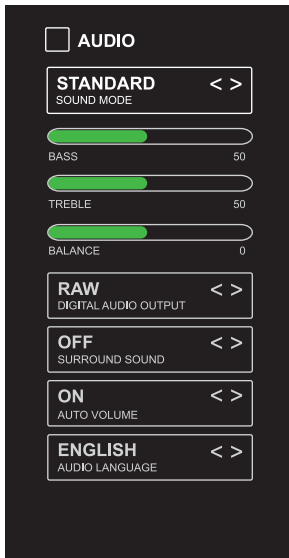 AUDIO
STANDARD < >
SOUND MODE
BASS 50
TREBLE 50
BALANCE 0
RAW < >
DIGITAL AUDIO OUTPUT
OFF < >
SURROUND SOUND
ON < >
AUTO VOLUME
ENGLISH < >
AUDIO LANGUAGE